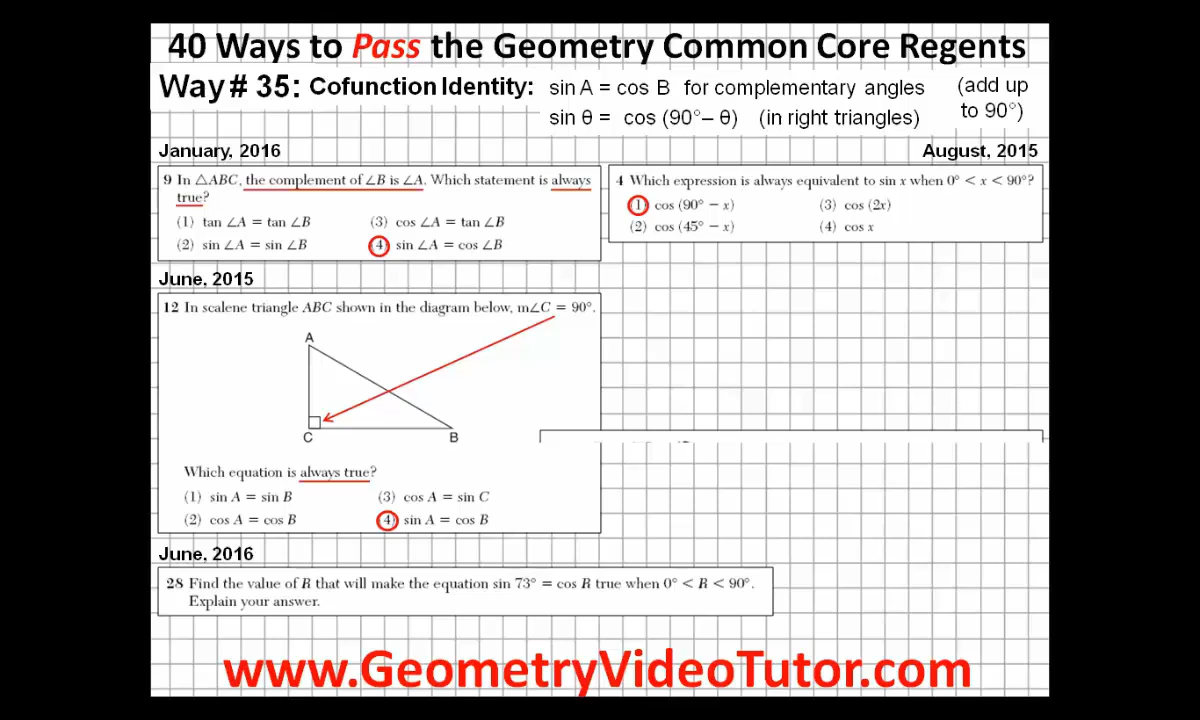 40 Ways to Pass the Geometry Common Core Regents
Way # 35: Cofunction Identity: sin A = cos B for complementary angles (add up
sin θ = cos (90°– θ) (in right triangles) to 90°)
January, 2016
9 In △ABC, the complement of ∠B is ∠A. Which statement is always
true?
(1) tan ∠A = tan ∠B (3) cos ∠A = tan ∠B
(2) sin ∠A = sin ∠B (4) sin ∠A = cos ∠B
August, 2015
4 Which expression is always equivalent to sin x when 0° < x < 90°?
(1) cos (90° − x) (3) cos (2x)
(2) cos (45° − x) (4) cos x
June, 2015
12 In scalene triangle ABC shown in the diagram below, m∠C = 90°.
A
C B
Which equation is always true?
(1) sin A = sin B (3) cos A = sin C
(2) cos A = cos B (4) sin A = cos B
June, 2016
28 Find the value of R that will make the equation sin 73° = cos R true when 0° < R < 90°.
Explain your answer.
www.GeometryVideoTutor.com